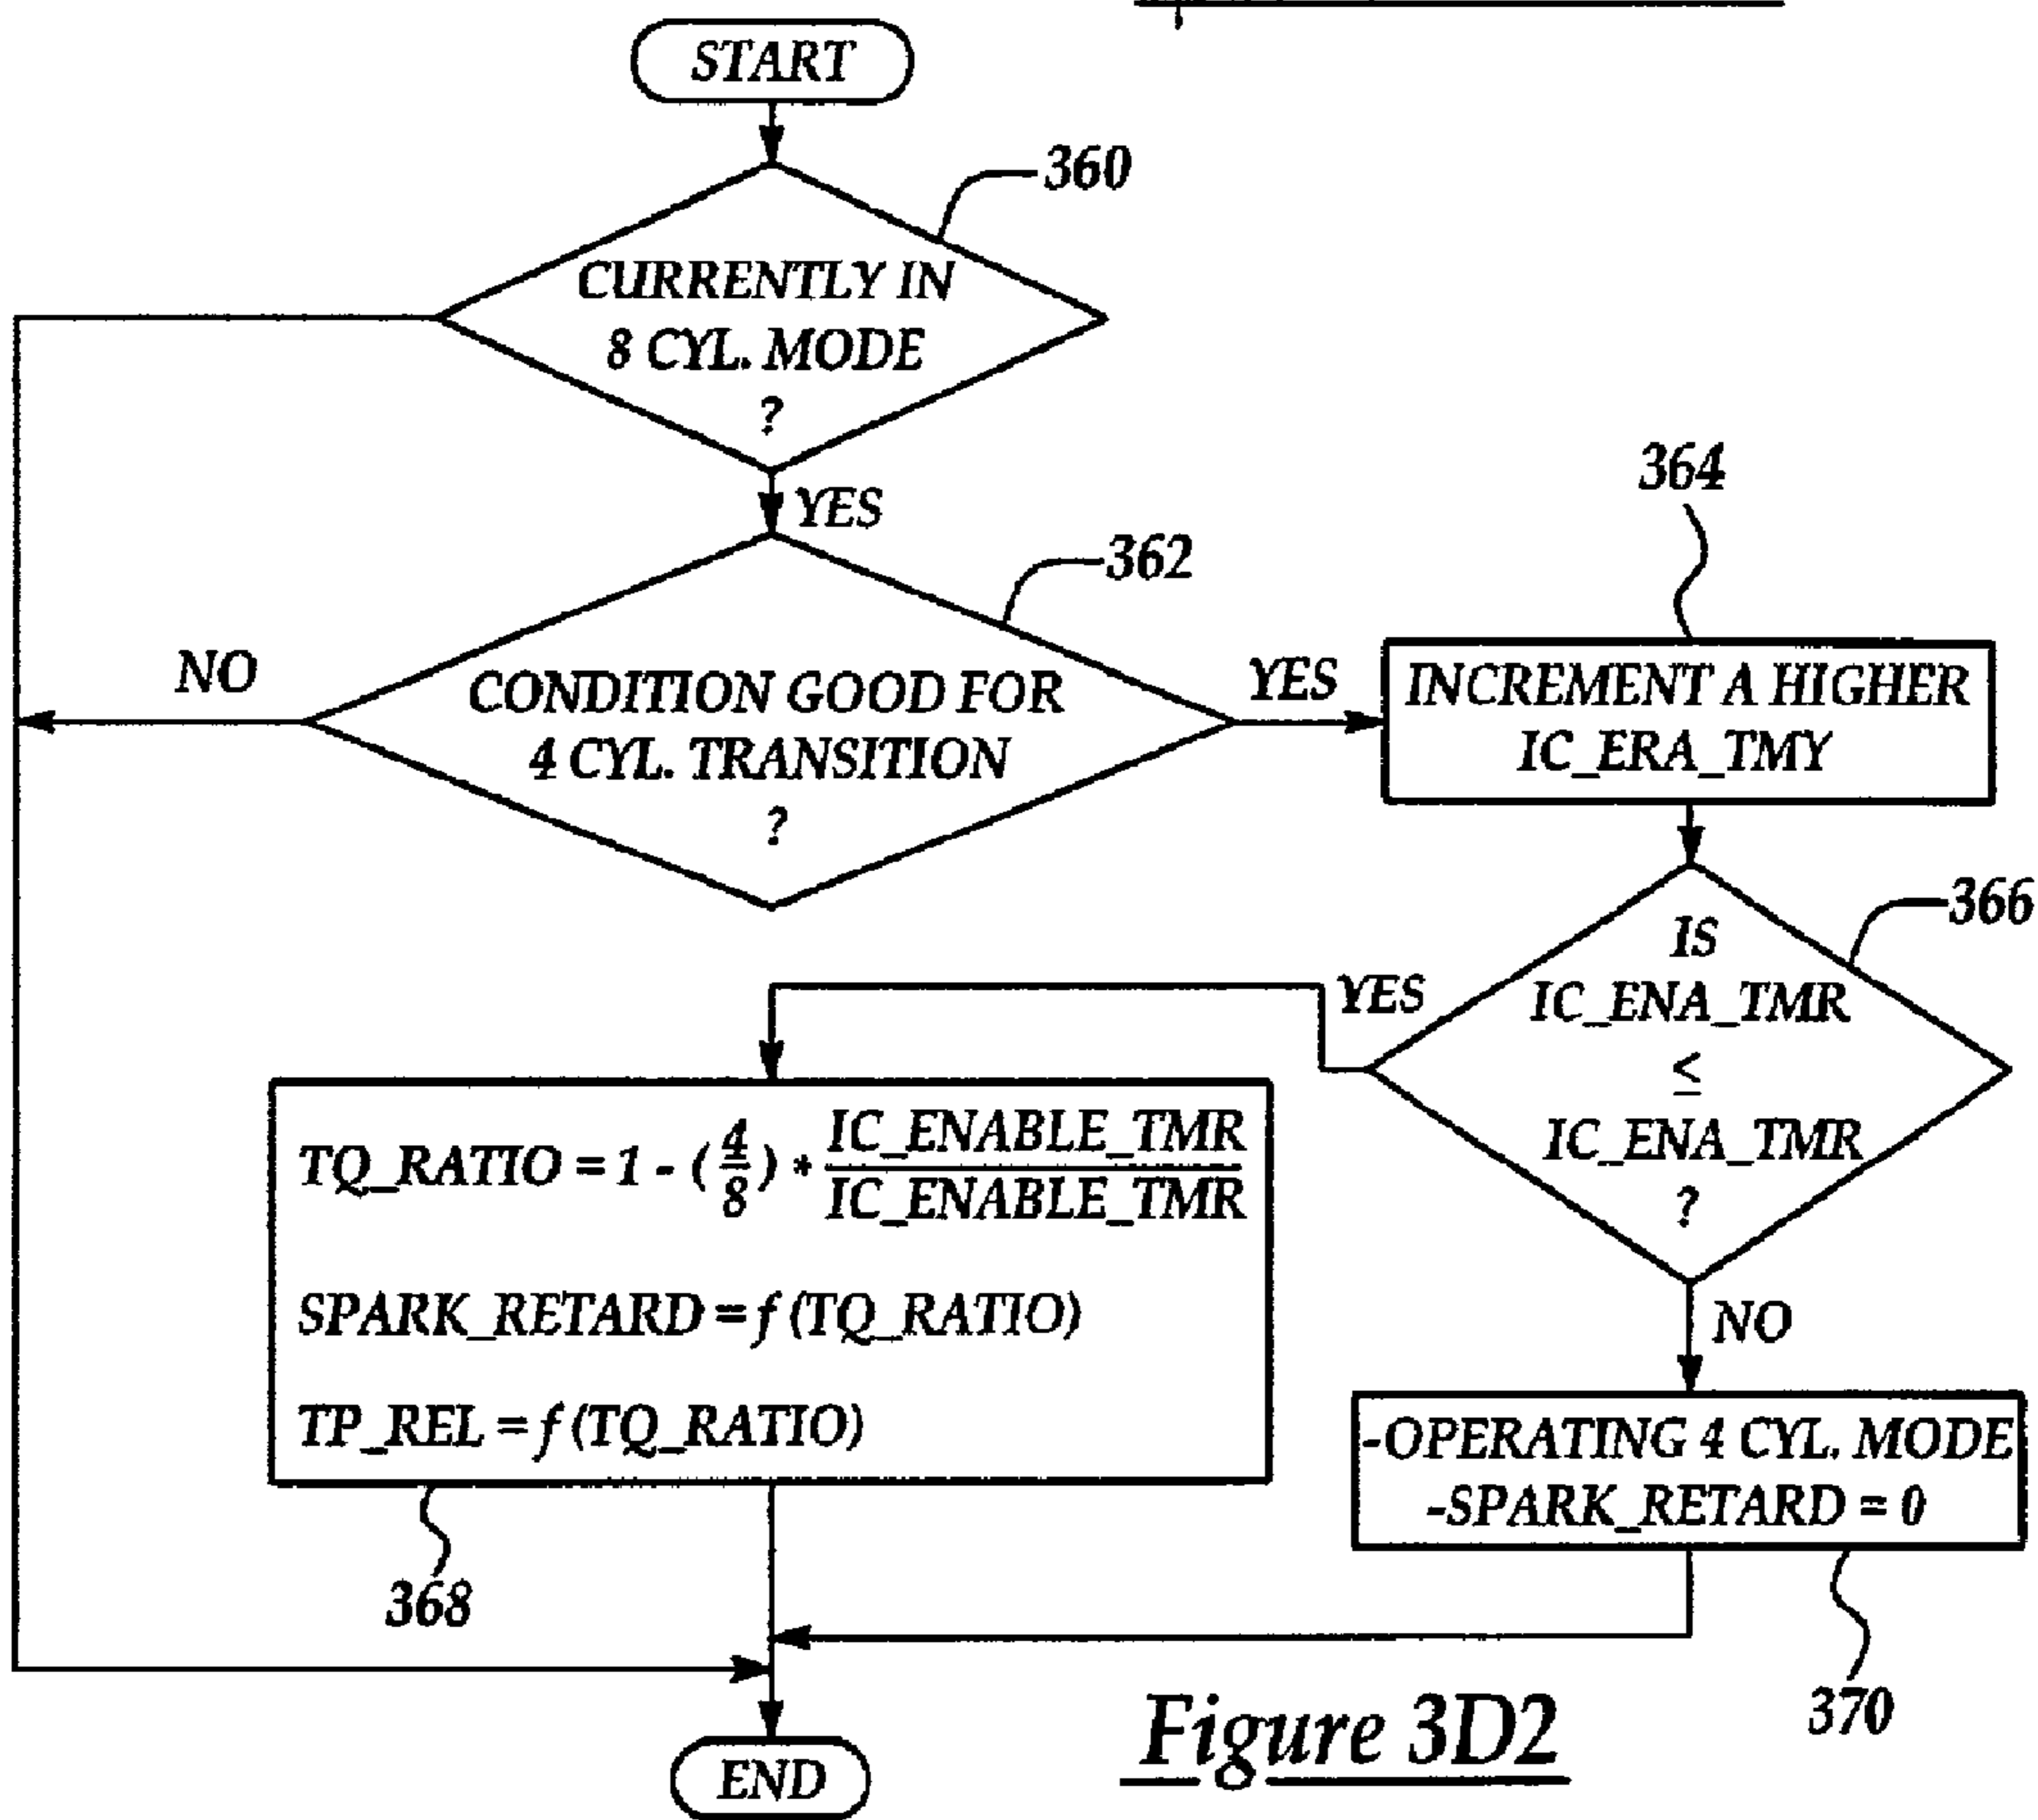 START
360
CURRENTLY IN
8 CYL. MODE
?
YES
362
364
NO
CONDITION GOOD FOR
4 CYL. TRANSITION
?
YES
INCREMENT A HIGHER
IC_ERA_TMY
366
IS
IC_ENA_TMR
≤
IC_ENA_TMR
?
YES
TQ_RATIO = 1 - (4/8) * IC_ENABLE_TMR/IC_ENABLE_TMR
SPARK_RETARD = f (TQ_RATIO)
TP_REL = f (TQ_RATIO)
NO
-OPERATING 4 CYL. MODE
-SPARK_RETARD = 0
368
370
END
Figure 3D2